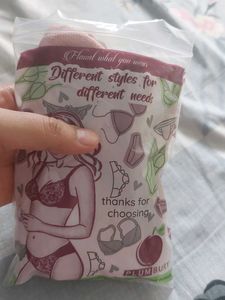 Flaunt what you wear
Different styles for
different needs
thanks for
choosing
PLUMBURY